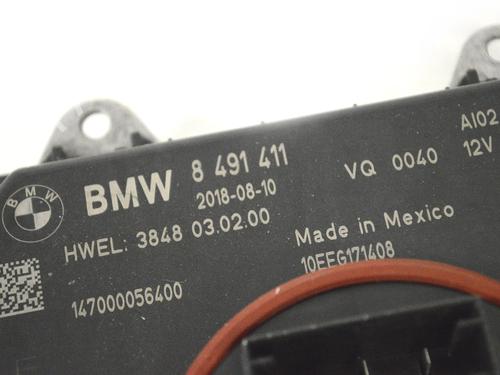 BMW
BMW 8 491 411
2018-08-10
HWEL: 3848 03.02.00
147000056400
VQ 0040
AI02
12V
Made in Mexico
10EEG171408